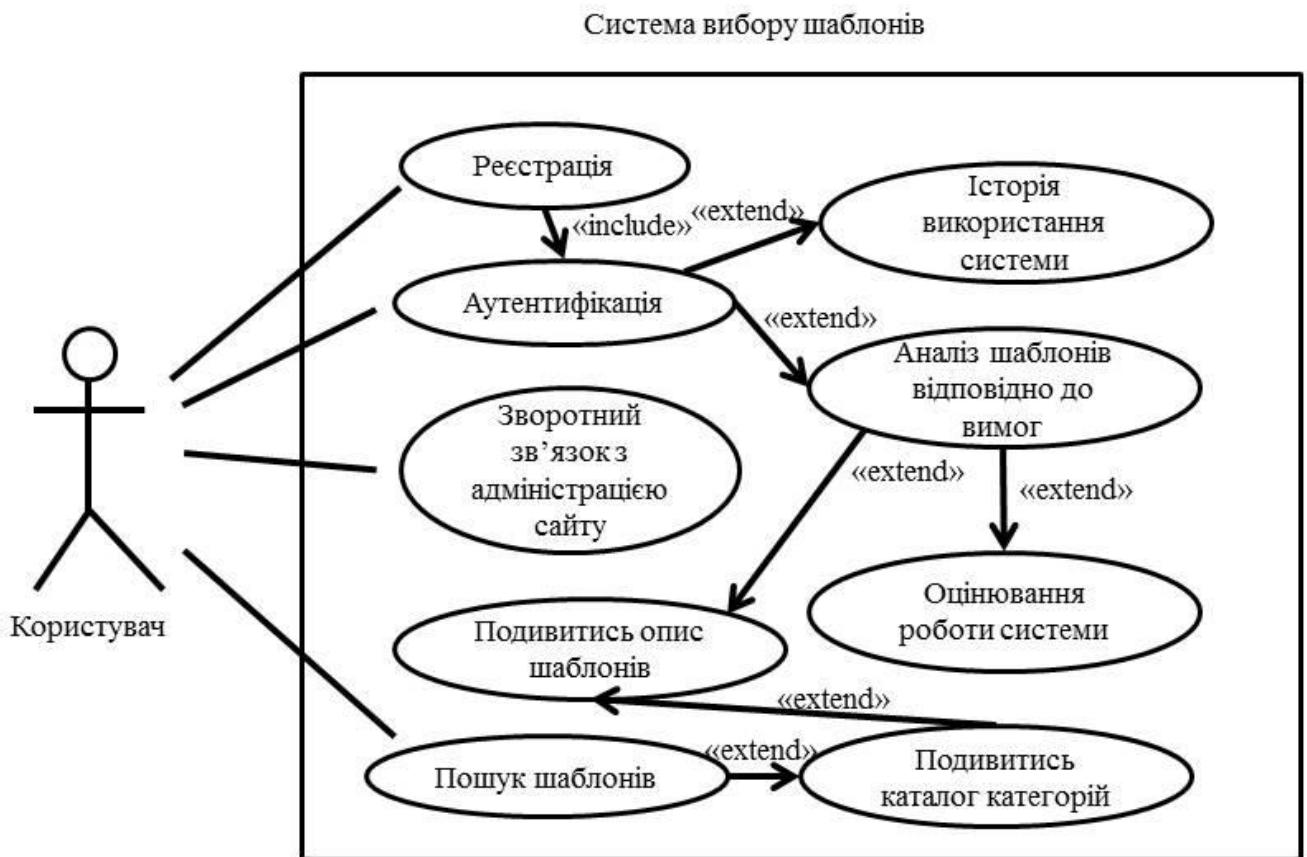 Система вибору шаблонів
Реєстрація
«include»
«extend»
Історія
використання
системи
Аутентифікація
«extend»
Аналіз шаблонів
відповідно до
вимог
Зворотний
зв’язок з
адміністрацією
сайту
«extend»
«extend»
Користувач
Оцінювання
роботи системи
Подивитись опис
шаблонів
«extend»
Пошук шаблонів
«extend»
Подивитись
каталог категорій